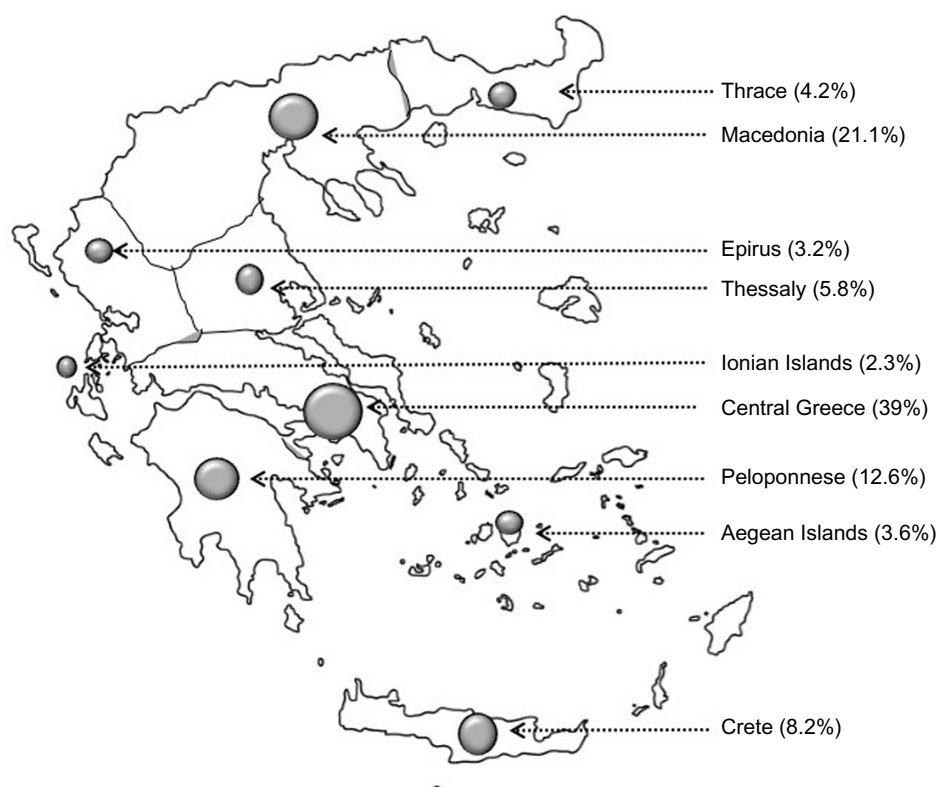 Thrace (4.2%)
Macedonia (21.1%)
Epirus (3.2%)
Thessaly (5.8%)
Ionian Islands (2.3%)
Central Greece (39%)
Peloponnese (12.6%)
Aegean Islands (3.6%)
Crete (8.2%)